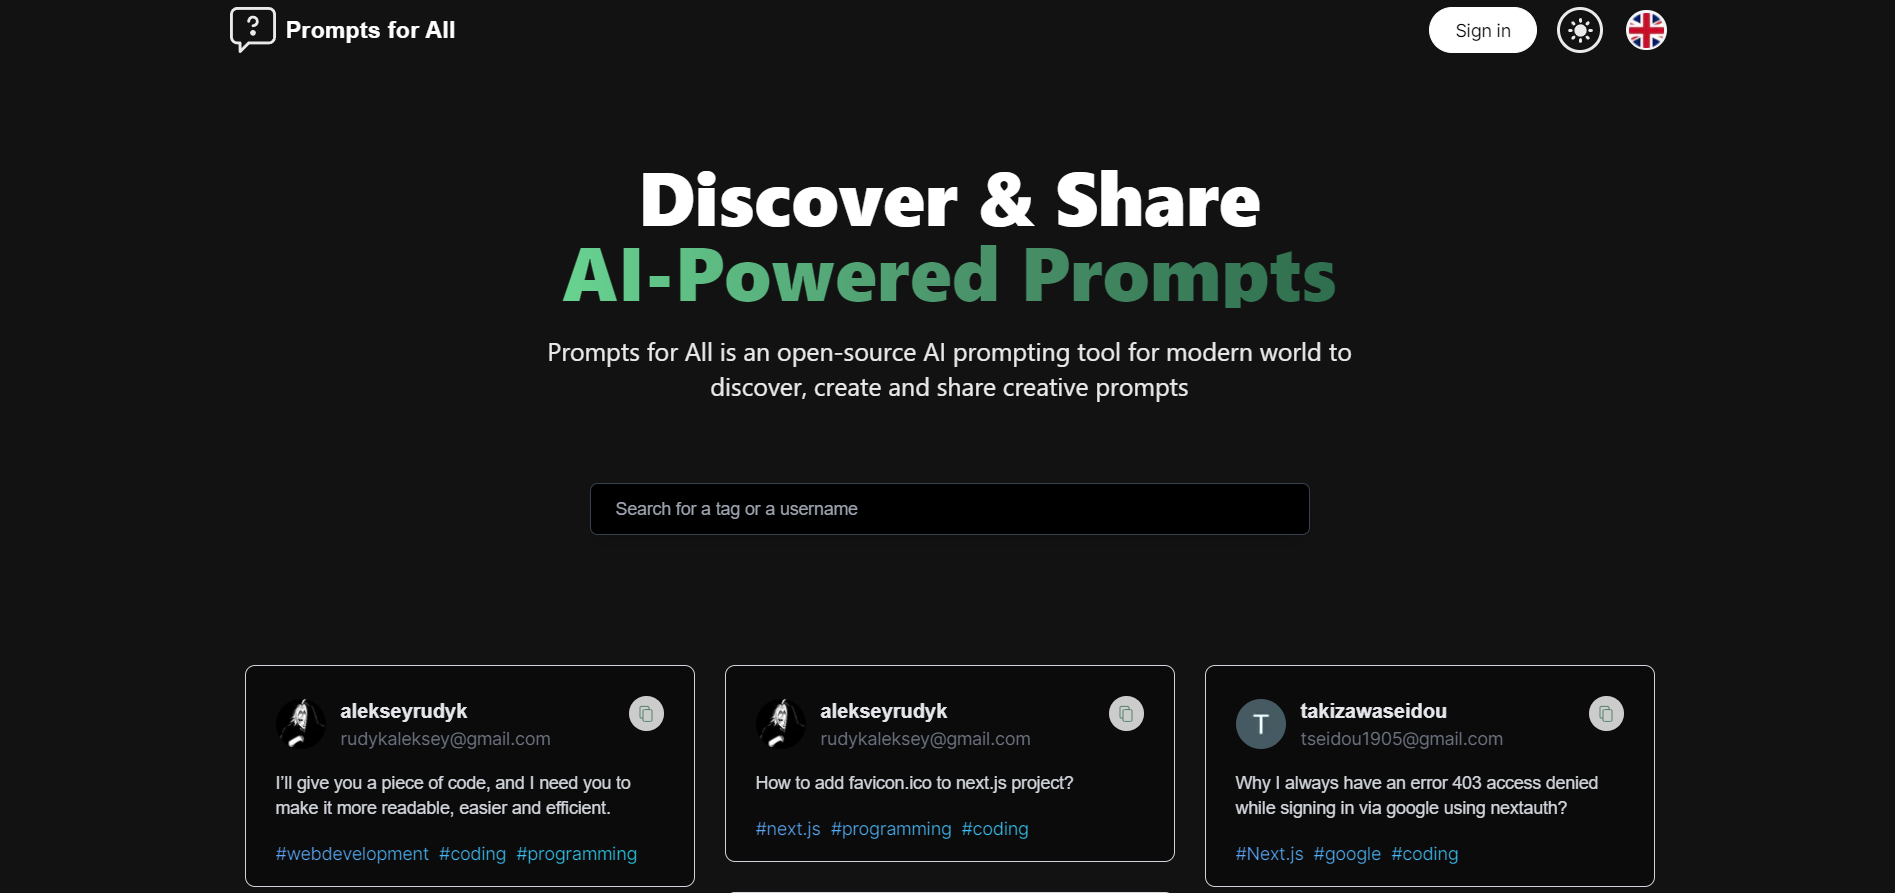 Prompts for All
Sign in
Discover & Share
AI-Powered Prompts
Prompts for All is an open-source AI prompting tool for modern world to
discover, create and share creative prompts
Search for a tag or a username
alekseyrudyk
rudykaleksey@gmail.com
I'll give you a piece of code, and I need you to
make it more readable, easier and efficient.
#webdevelopment #coding #programming
alekseyrudyk
rudykaleksey@gmail.com
How to add favicon.ico to next.js project?
#next.js #programming #coding
T
takizawaseidou
tseidou1905@gmail.com
Why I always have an error 403 access denied
while signing in via google using nextauth?
#Next.js #google #coding